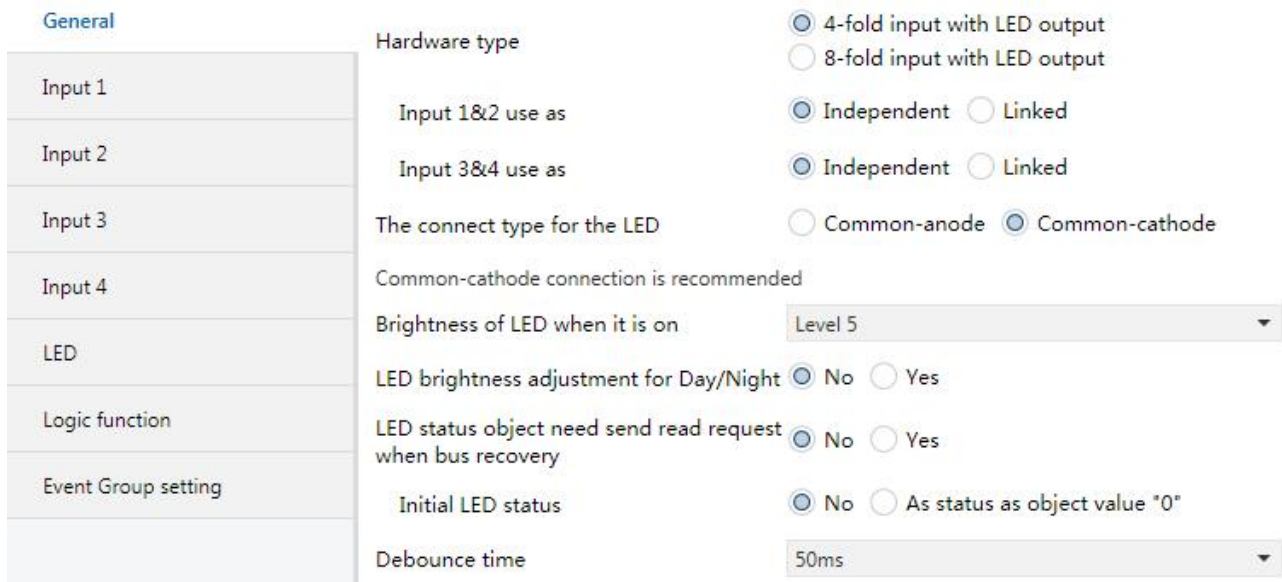 General
Input 1
Input 2
Input 3
Input 4
LED
Logic function
Event Group setting
Hardware type
4-fold input with LED output
8-fold input with LED output
Input 1&2 use as Independent Linked
Input 3&4 use as Independent Linked
The connect type for the LED Common-anode Common-cathode
Common-cathode connection is recommended
Brightness of LED when it is on Level 5
LED brightness adjustment for Day/Night No Yes
LED status object need send read request
when bus recovery No Yes
Initial LED status No As status as object value "0"
Debounce time 50ms